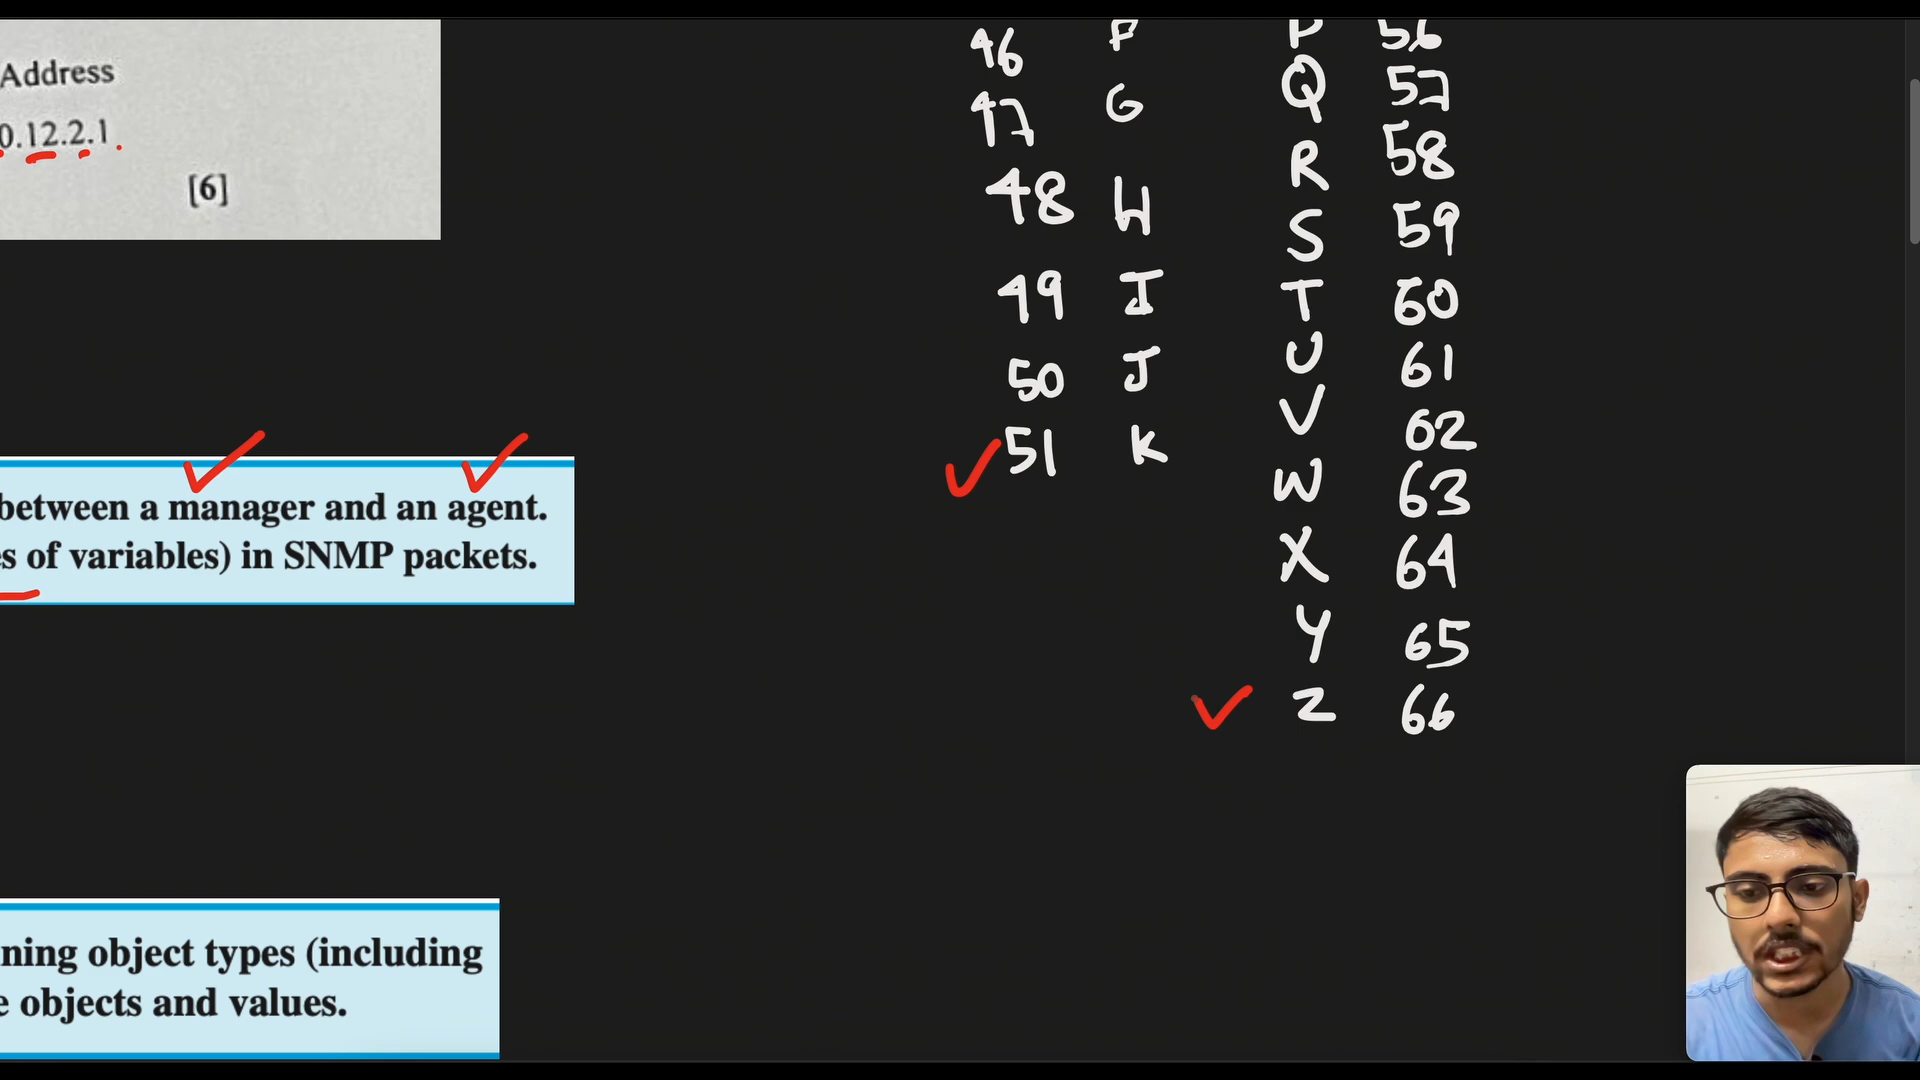 Address
0.12.2.1
[6]
between a manager and an agent.
es of variables) in SNMP packets.
ning object types (including
e objects and values.
46 F
47 G
48 H
49 I
50 J
51 K
P 56
Q 57
R 58
S 59
T 60
U 61
V 62
W 63
X 64
Y 65
Z 66